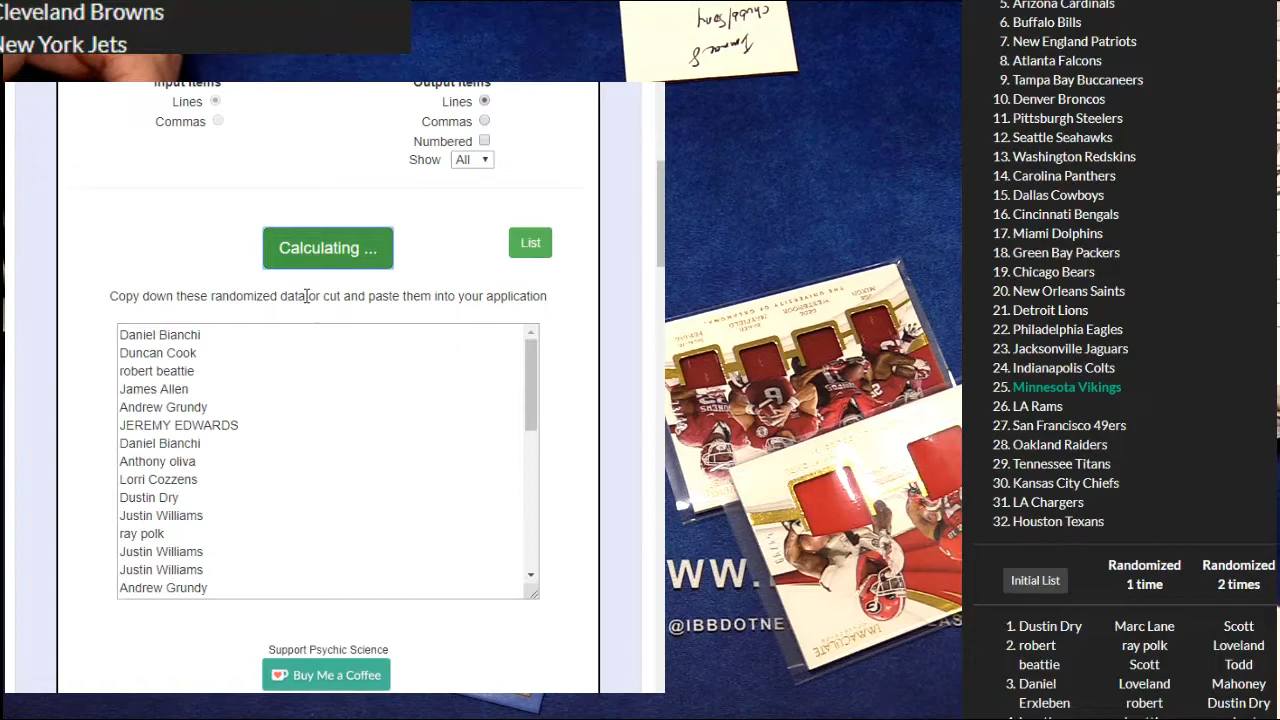 Cleveland Browns
New York Jets
Input Items
Lines
Commas
Output Items
Lines
Commas
Numbered
Show All
Calculating ...
List
Copy down these randomized data or cut and paste them into your application
Daniel Bianchi
Duncan Cook
robert beattie
James Allen
Andrew Grundy
JEREMY EDWARDS
Daniel Bianchi
Anthony oliva
Lorri Cozzens
Dustin Dry
Justin Williams
ray polk
Justin Williams
Justin Williams
Andrew Grundy
Support Psychic Science
Buy Me a Coffee
WWW.
@IBBDOTNE
IMMACULATE
5. Arizona Cardinals
6. Buffalo Bills
7. New England Patriots
8. Atlanta Falcons
9. Tampa Bay Buccaneers
10. Denver Broncos
11. Pittsburgh Steelers
12. Seattle Seahawks
13. Washington Redskins
14. Carolina Panthers
15. Dallas Cowboys
16. Cincinnati Bengals
17. Miami Dolphins
18. Green Bay Packers
19. Chicago Bears
20. New Orleans Saints
21. Detroit Lions
22. Philadelphia Eagles
23. Jacksonville Jaguars
24. Indianapolis Colts
25. Minnesota Vikings
26. LA Rams
27. San Francisco 49ers
28. Oakland Raiders
29. Tennessee Titans
30. Kansas City Chiefs
31. LA Chargers
32. Houston Texans
Initial List
Randomized
1 time
Randomized
2 times
1. Dustin Dry Marc Lane Scott
2. robert ray polk Loveland
beattie Scott Todd
3. Daniel Loveland Mahoney
Erxleben robert Dustin Dry